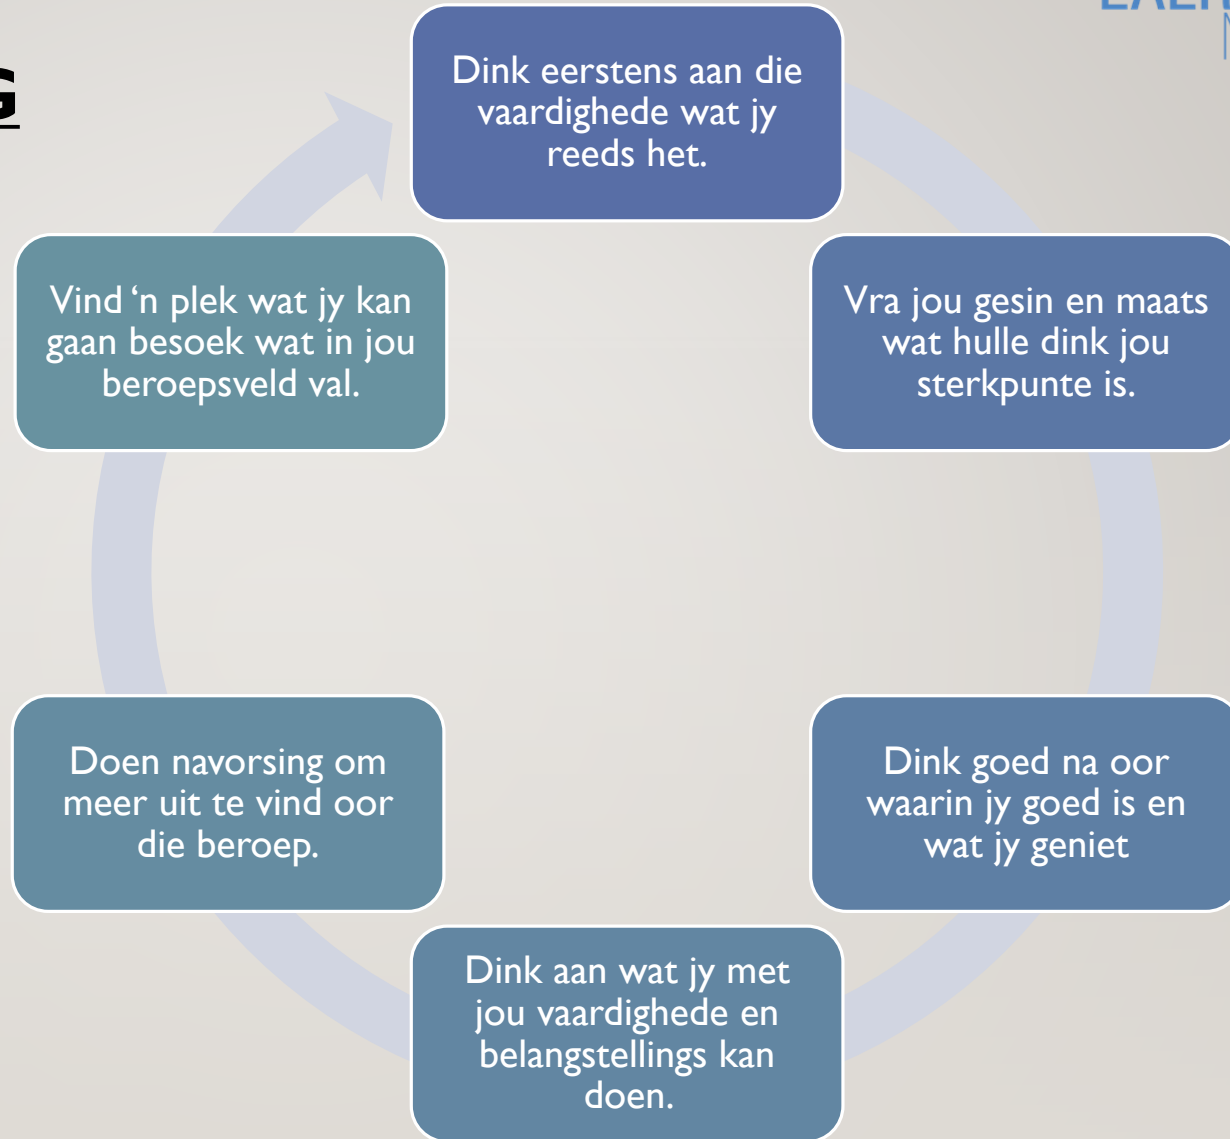 G
Dink eerstens aan die
vaardighede wat jy
reeds het.
Vra jou gesin en maats
wat hulle dink jou
sterkpunte is.
Dink goed na oor
waarin jy goed is en
wat jy geniet
Dink aan wat jy met
jou vaardighede en
belangstellings kan
doen.
Doen navorsing om
meer uit te vind oor
die beroep.
Vind ‘n plek wat jy kan
gaan besoek wat in jou
beroepsveld val.